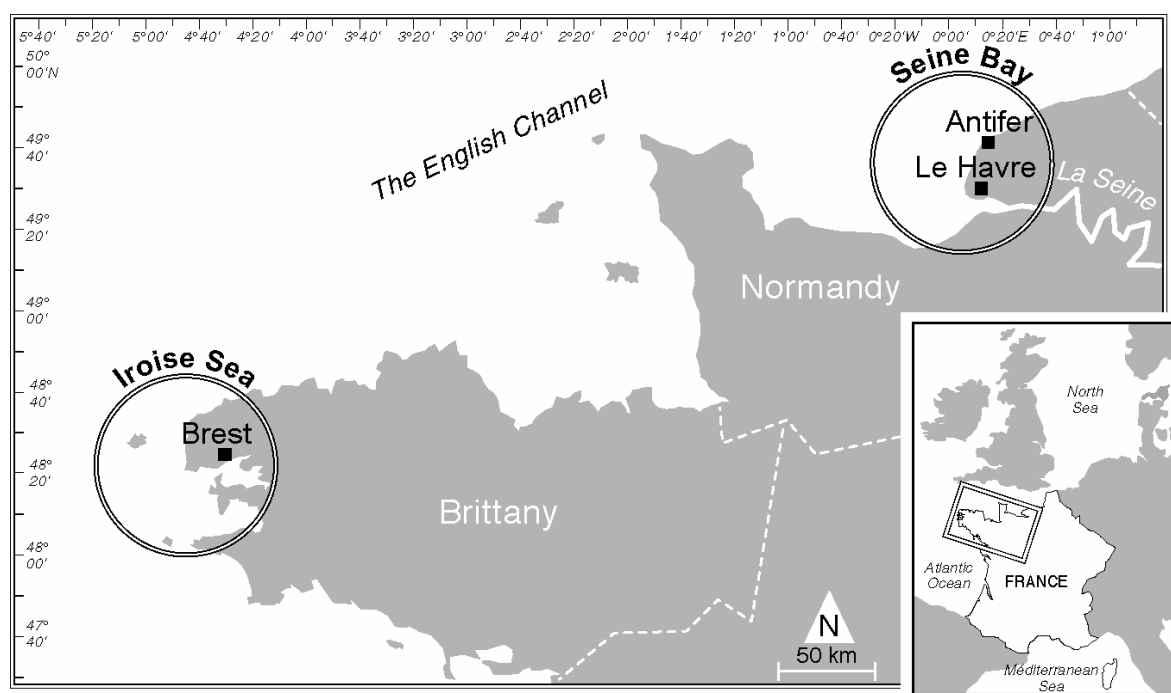 5°40' 5°20' 5°00' 4°40' 4°20' 4°00' 3°40' 3°20' 3°00' 2°40' 2°20' 2°00' 1°40' 1°20' 1°00' 0°40' 0°20'W 0°00' 0°20'E 0°40' 1°00'
50°
00'N
Seine Bay
The English Channel
Antifer
49°
40'
Le Havre
La Seine
49°
20'
Normandy
49°
00'
Iroise Sea
48°
40'
Brest
48°
20'
Brittany
48°
00'
47°
40'
N
50 km
North
Sea
Atlantic
Ocean
FRANCE
Méditerranean
Sea